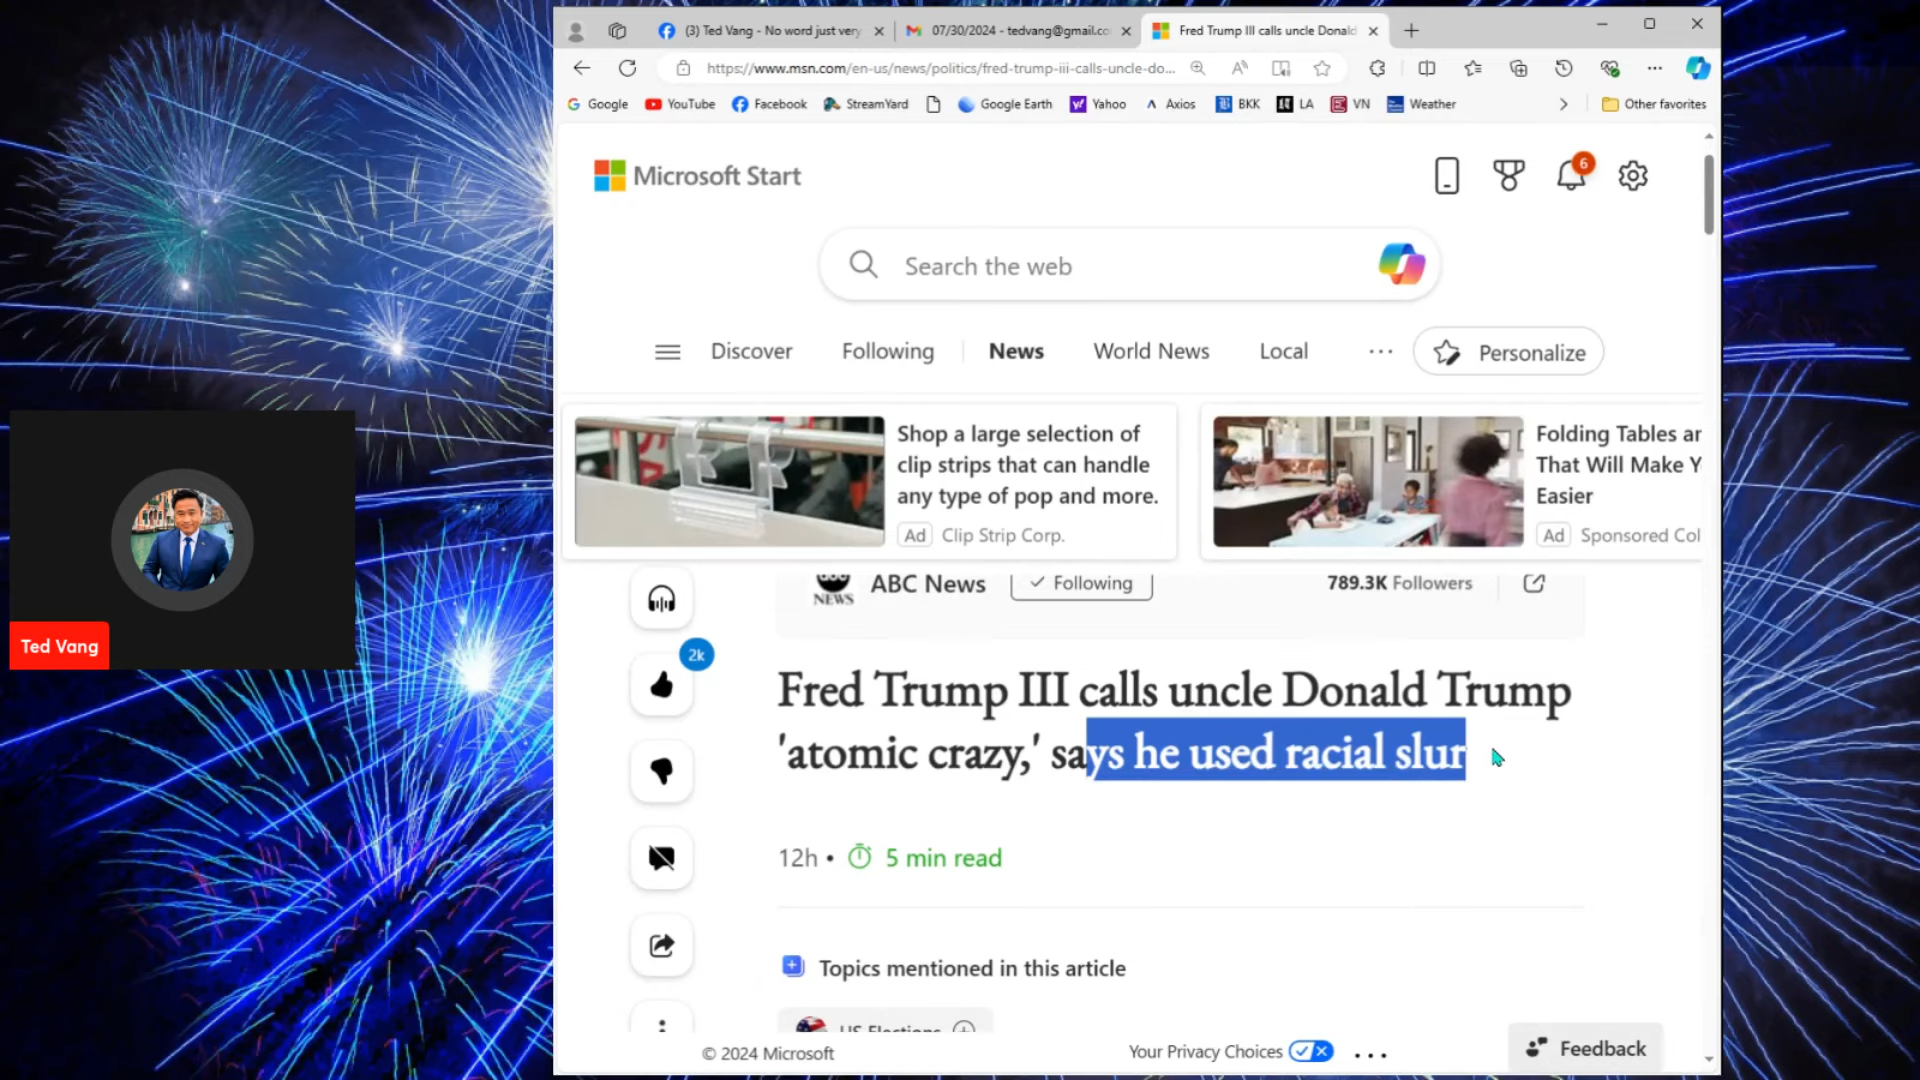 (3) Ted Vang - No word just very
07/30/2024 - tedvang@gmail.co
Fred Trump III calls uncle Donald
https://www.msn.com/en-us/news/politics/fred-trump-iii-calls-uncle-do...
Google
YouTube
Facebook
StreamYard
Google Earth
Yahoo
Axios
BKK
LA
VN
Weather
Other favorites
Microsoft Start
6
Search the web
Discover
Following
News
World News
Local
Personalize
Shop a large selection of
clip strips that can handle
any type of pop and more.
Ad Clip Strip Corp.
Folding Tables ar
That Will Make Y
Easier
Ad Sponsored Col
abc NEWS
ABC News
Following
789.3K Followers
2k
Fred Trump III calls uncle Donald Trump
'atomic crazy,' says he used racial slur
12h • 5 min read
Topics mentioned in this article
US Elections
© 2024 Microsoft
Your Privacy Choices
Feedback
Ted Vang